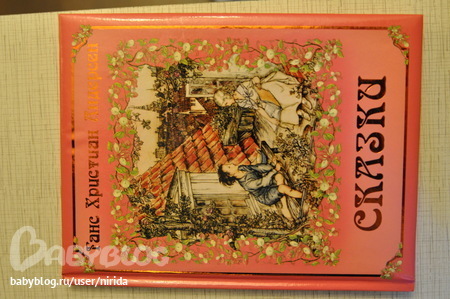 Ганс Христиан Андерсен
СКАЗКИ
BABYBLOG
babyblog.ru/user/nirida